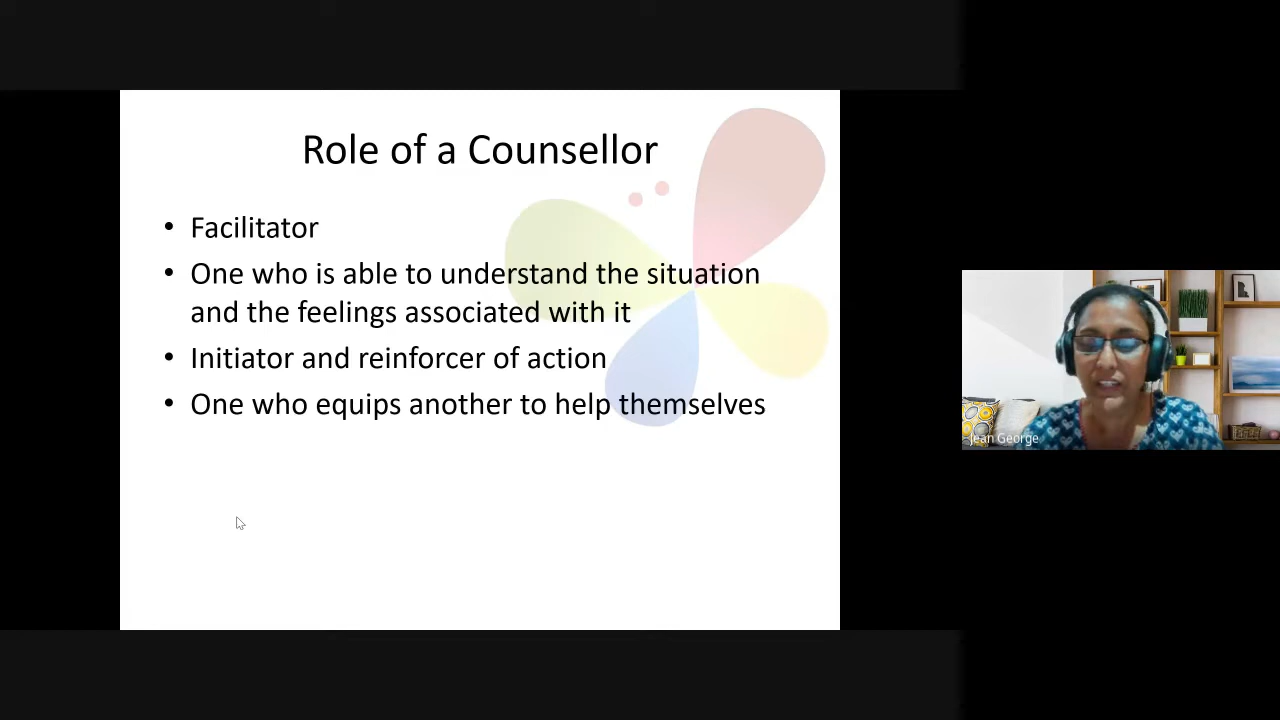 Role of a Counsellor
• Facilitator
• One who is able to understand the situation
and the feelings associated with it
• Initiator and reinforcer of action
• One who equips another to help themselves
Jean George